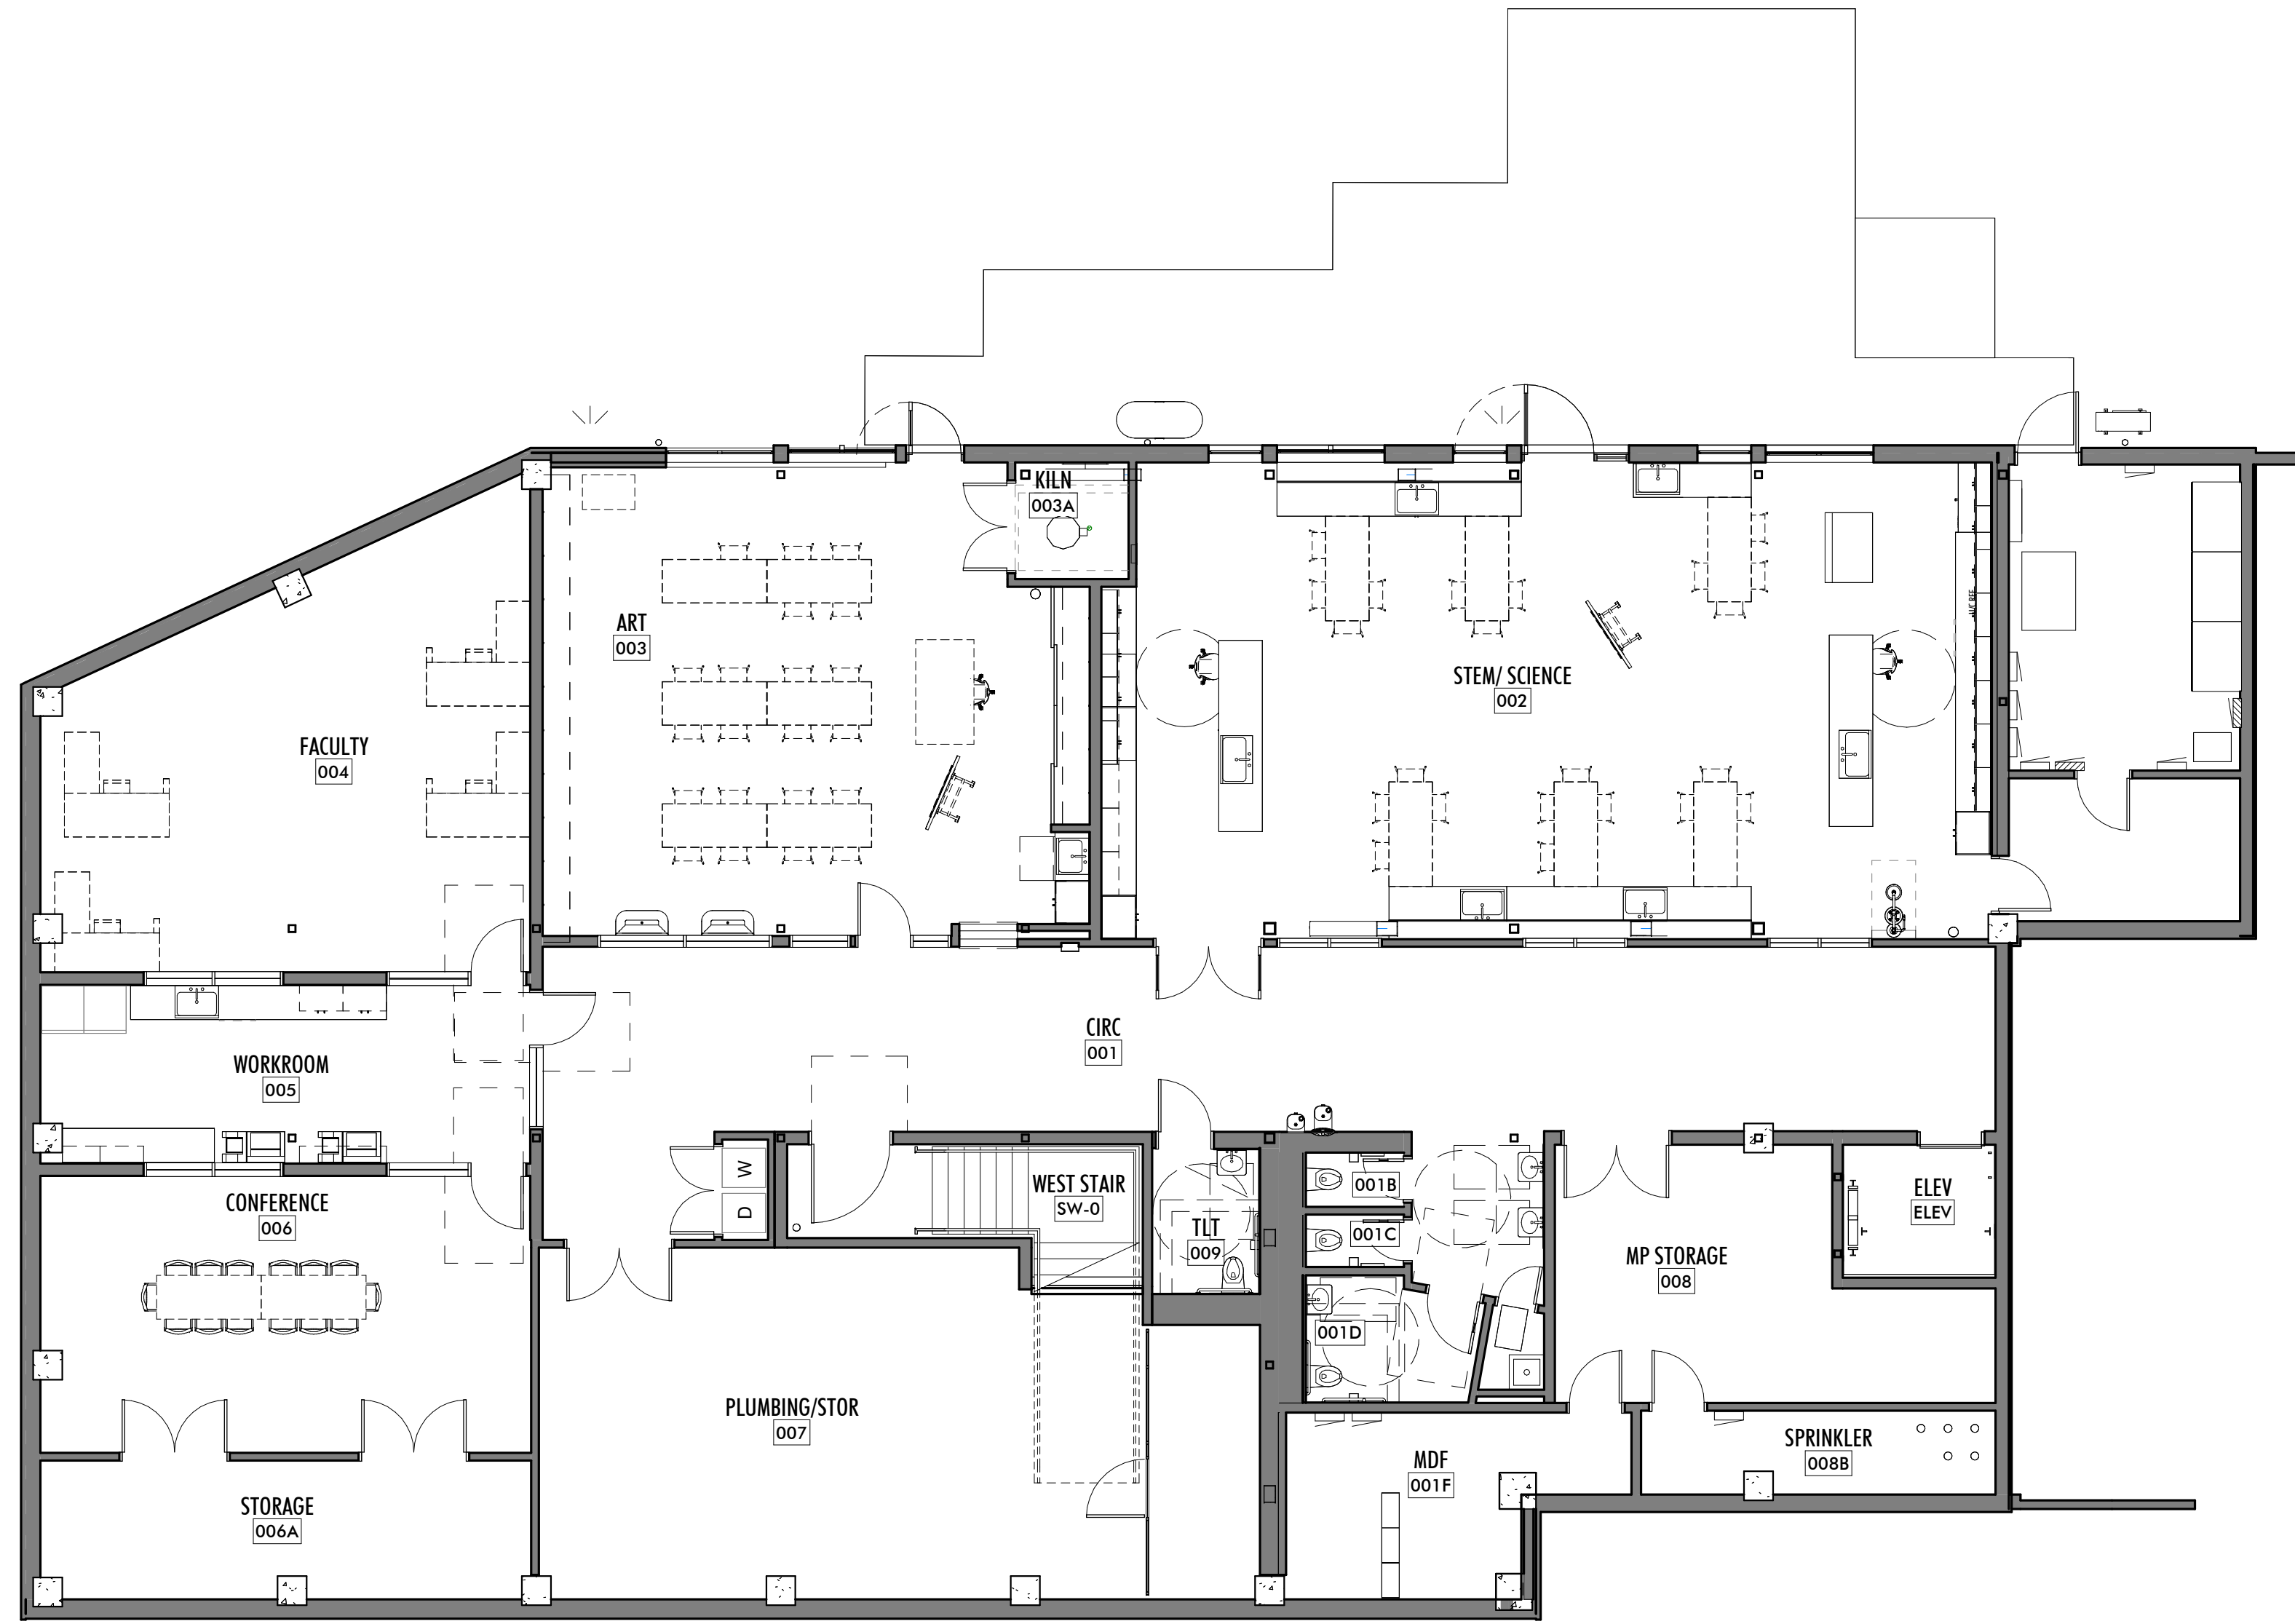 KILN
003A
ART
003
STEM/ SCIENCE
002
FACULTY
004
CIRC
001
WORKROOM
005
W
D
WEST STAIR
SW-0
TLT
009
001B
001C
001D
ELEV
ELEV
CONFERENCE
006
MP STORAGE
008
PLUMBING/STOR
007
MDF
001F
SPRINKLER
008B
STORAGE
006A